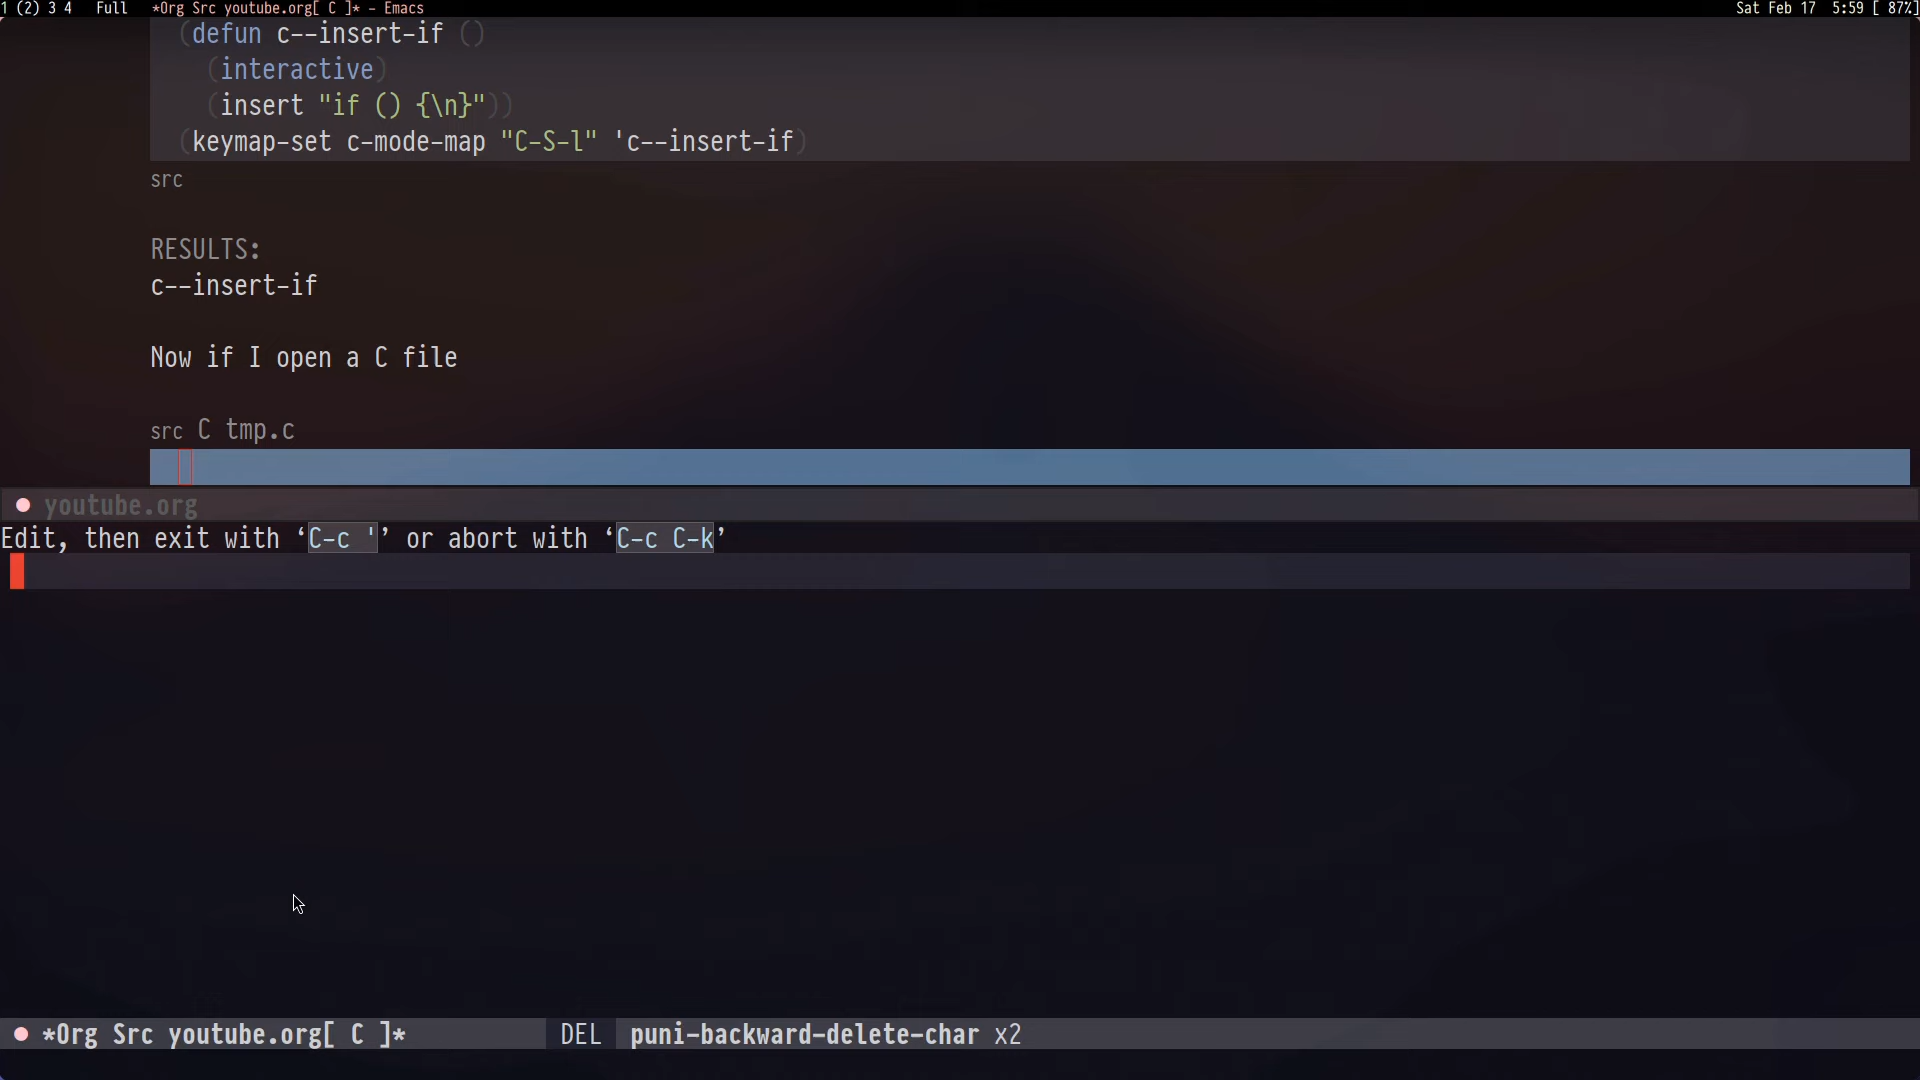 1 (2) 3 4 Full *Org Src youtube.org[ C ]* – Emacs Sat Feb 17 5:59 [ 87%]
(defun c--insert-if ()
(interactive)
(insert "if () {\n}"))
(keymap-set c-mode-map "C-S-l" 'c--insert-if)
src
RESULTS:
c--insert-if
Now if I open a C file
src C tmp.c
youtube.org
Edit, then exit with ‘C-c '’ or abort with ‘C-c C-k’
*Org Src youtube.org[ C ]* DEL puni-backward-delete-char x2